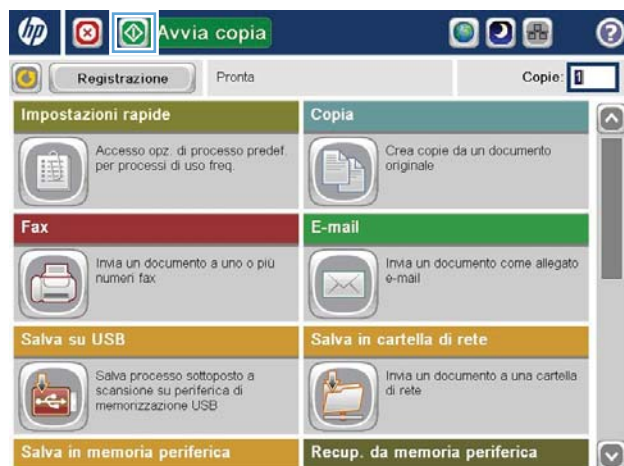 hp
Avvia copia
?
Registrazione
Pronta
Copie: 1
Impostazioni rapide
Accesso opz. di processo predef.
per processi di uso freq.
Copia
Crea copie da un documento
originale
Fax
Invia un documento a uno o più
numeri fax
E-mail
Invia un documento come allegato
e-mail
Salva su USB
Salva processo sottoposto a
scansione su periferica di
memorizzazione USB
Salva in cartella di rete
Invia un documento a una cartella
di rete
Salva in memoria periferica
Recup. da memoria periferica